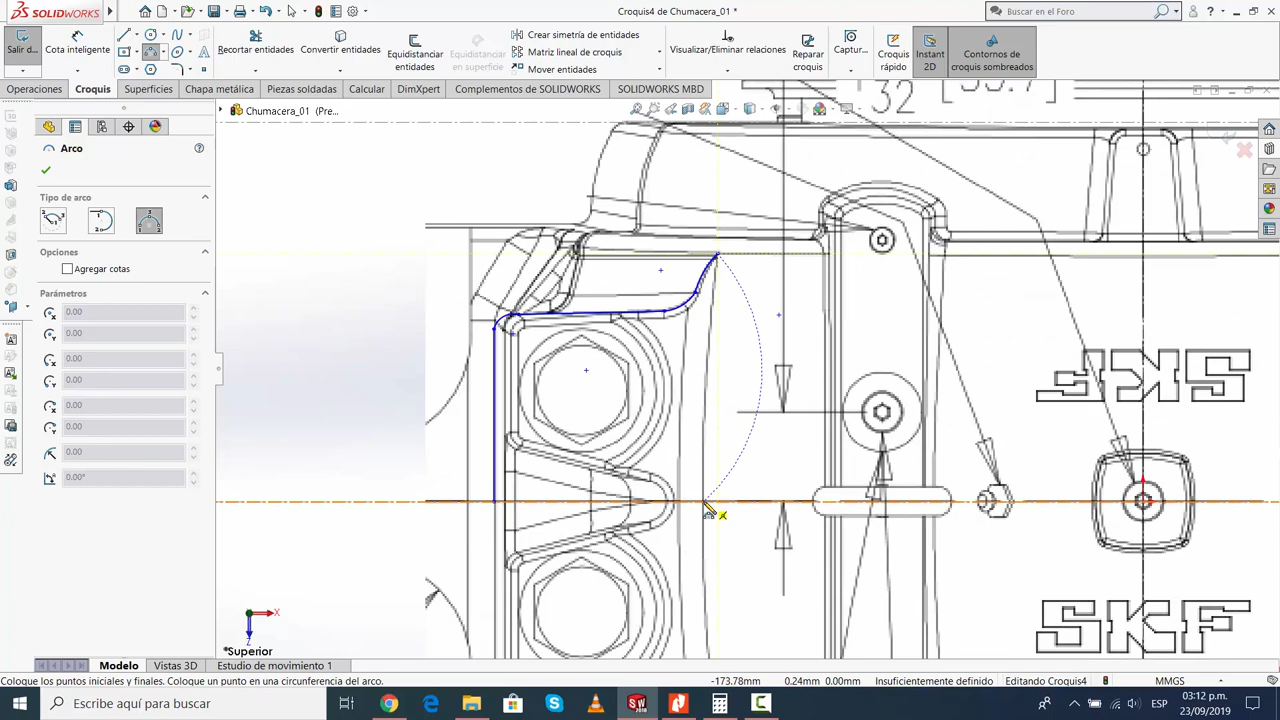 SOLIDWORKS
Croquis4 de Chumacera_01 *
Buscar en el Foro
Salir d...
Cota inteligente
Recortar entidades
Convertir entidades
Equidistanciar entidades
Equidistanciar en superficie
Crear simetría de entidades
Matriz lineal de croquis
Mover entidades
Visualizar/Eliminar relaciones
Reparar croquis
Captur...
Croquis rápido
Instant 2D
Contornos de croquis sombreados
Operaciones
Croquis
Superficies
Chapa metálica
Piezas soldadas
Calcular
DimXpert
Complementos de SOLIDWORKS
SOLIDWORKS MBD
Chumacera_01 (Pre...
Arco
Tipo de arco
Opciones
Agregar cotas
Parámetros
0.00
0.00
0.00
0.00
0.00
0.00
0.00
0.00°
32
SKF
SKF
X
Z
*Superior
Modelo
Vistas 3D
Estudio de movimiento 1
Coloque los puntos iniciales y finales. Coloque un punto en una circunferencia del arco.
-173.78mm
0.24mm 0.00mm
Insuficientemente definido
Editando Croquis4
MMGS
Escribe aquí para buscar
ESP
03:12 p.m.
23/09/2019